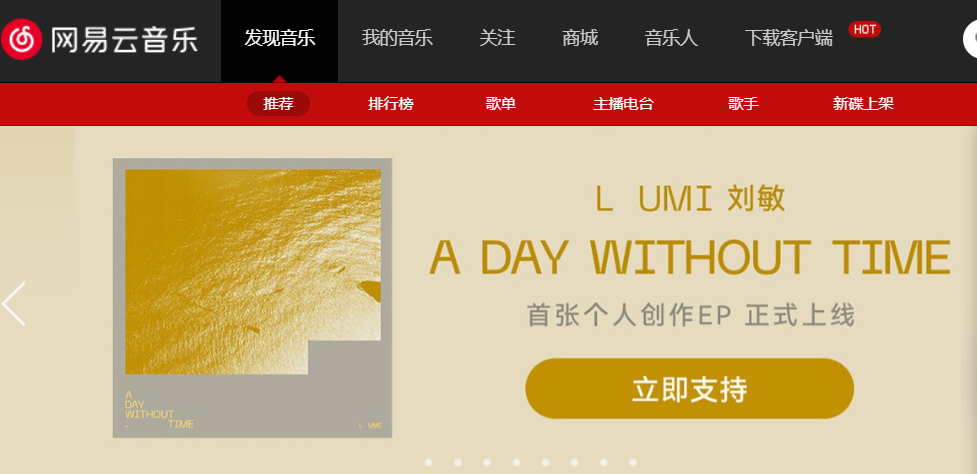 网易云音乐 发现音乐 我的音乐 关注 商城 音乐人 下载客户端 HOT
推荐 排行榜 歌单 主播电台 歌手 新碟上架
L UMI 刘敏
A DAY WITHOUT TIME
首张个人创作EP 正式上线
立即支持
A
DAY
WITHOUT
TIME
L UMI